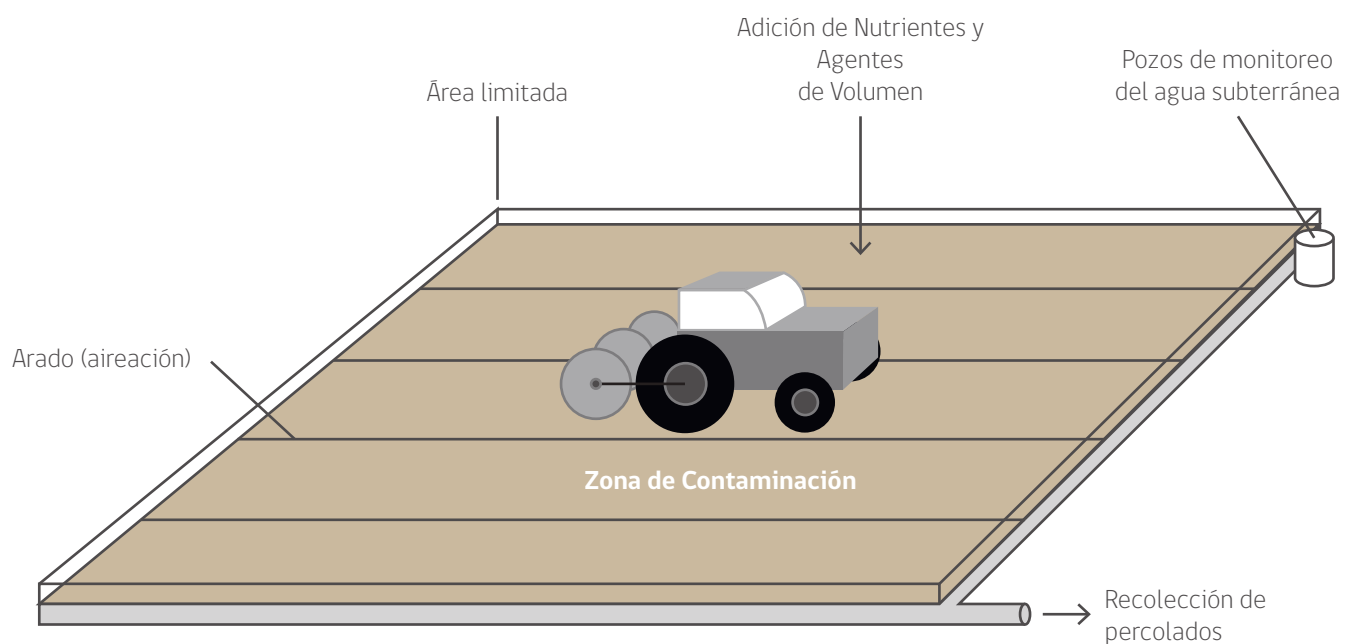 Adición de Nutrientes y
Agentes
de Volumen
Pozos de monitoreo
del agua subterránea
Área limitada
Arado (aireación)
Zona de Contaminación
Recolección de
percolados